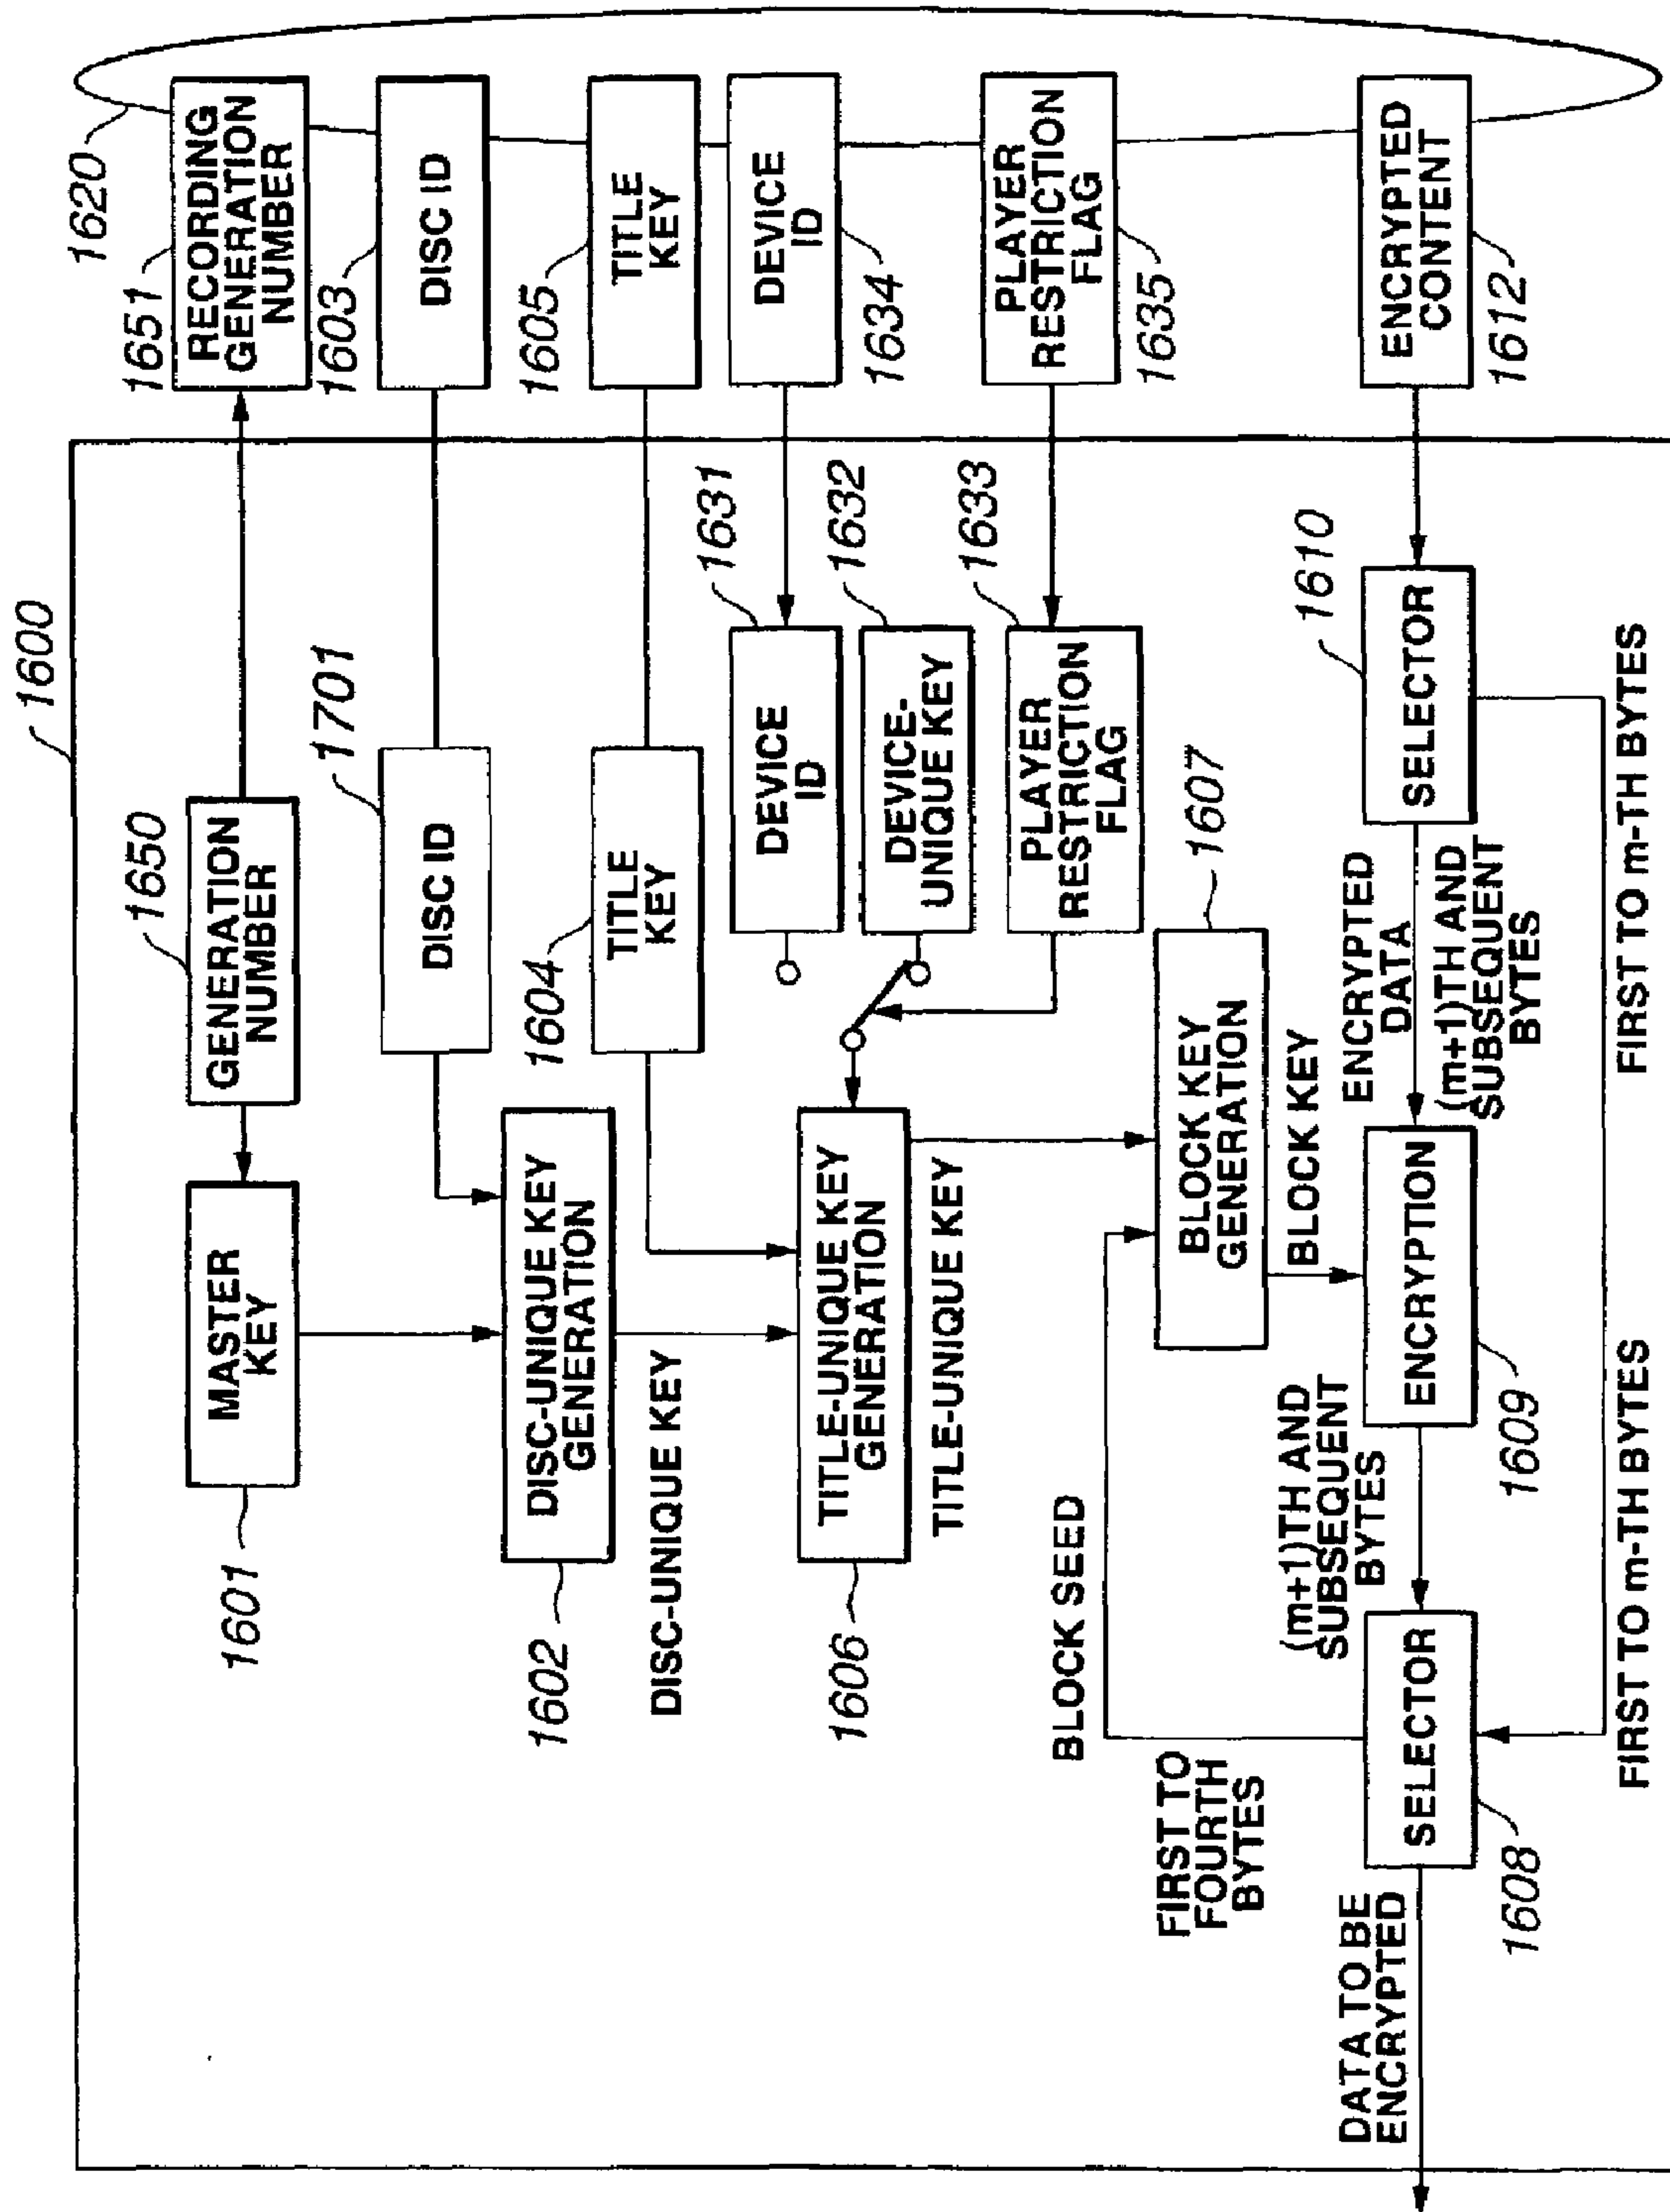 1600
1620
1650
GENERATION
NUMBER
1651
RECORDING
GENERATION
NUMBER
MASTER
KEY
1601
1701
DISC ID
1603
DISC ID
DISC-UNIQUE KEY
GENERATION
1602
DISC-UNIQUE KEY
1604
TITLE
KEY
1605
TITLE
KEY
TITLE-UNIQUE KEY
GENERATION
1606
TITLE-UNIQUE KEY
1631
DEVICE
ID
DEVICE
ID
1634
1632
DEVICE-
UNIQUE KEY
1633
PLAYER
RESTRICTION
FLAG
PLAYER
RESTRICTION
FLAG
1635
1607
BLOCK KEY
GENERATION
BLOCK KEY
BLOCK SEED
FIRST TO
FOURTH
BYTES
DATA TO BE
ENCRYPTED
SELECTOR
1608
(m+1)TH AND
SUBSEQUENT
BYTES
ENCRYPTION
1609
ENCRYPTED
DATA
(m+1)TH AND
SUBSEQUENT
BYTES
1610
SELECTOR
ENCRYPTED
CONTENT
1612
FIRST TO m-TH BYTES
FIRST TO m-TH BYTES